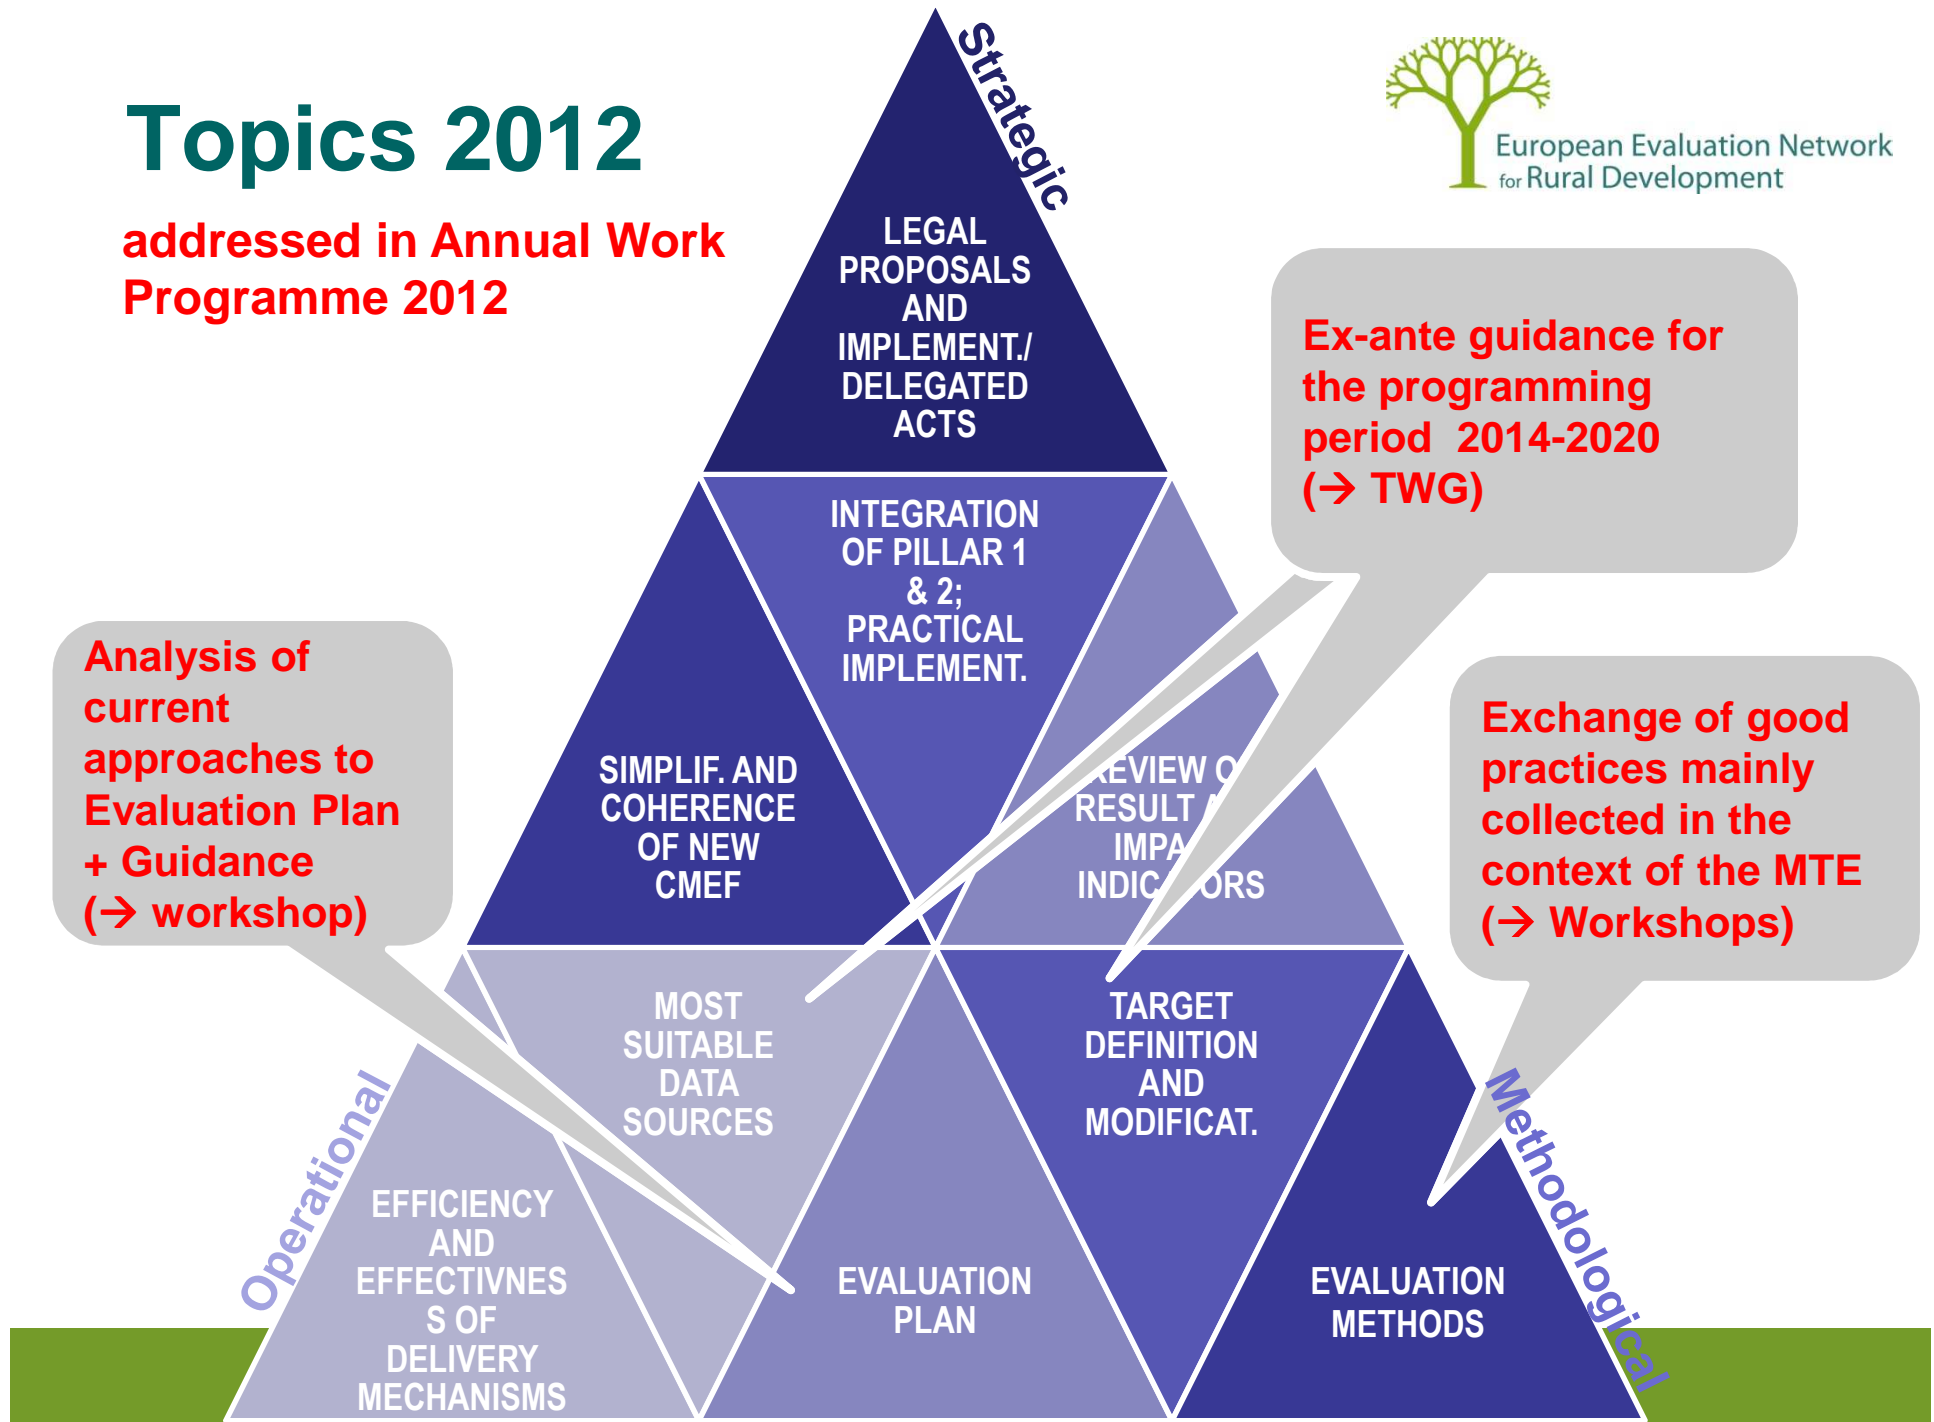 Topics 2012
addressed in Annual Work
Programme 2012
Strategic
European Evaluation Network
for Rural Development
LEGAL
PROPOSALS
AND
IMPLEMENT./
DELEGATED
ACTS
Ex-ante guidance for
the programming
period 2014-2020
(→ TWG)
INTEGRATION
OF PILLAR 1
& 2;
PRACTICAL
IMPLEMENT.
Analysis of
current
approaches to
Evaluation Plan
+ Guidance
(→ workshop)
SIMPLIF. AND
COHERENCE
OF NEW
CMEF
RESULT
INDICATORS
Exchange of good
practices mainly
collected in the
context of the MTE
(→ Workshops)
MOST
SUITABLE
DATA
SOURCES
TARGET
DEFINITION
AND
MODIFICAT.
Operational
Methodological
EFFICIENCY
AND
EFFECTIVNES
S OF
DELIVERY
MECHANISMS
EVALUATION
PLAN
EVALUATION
METHODS